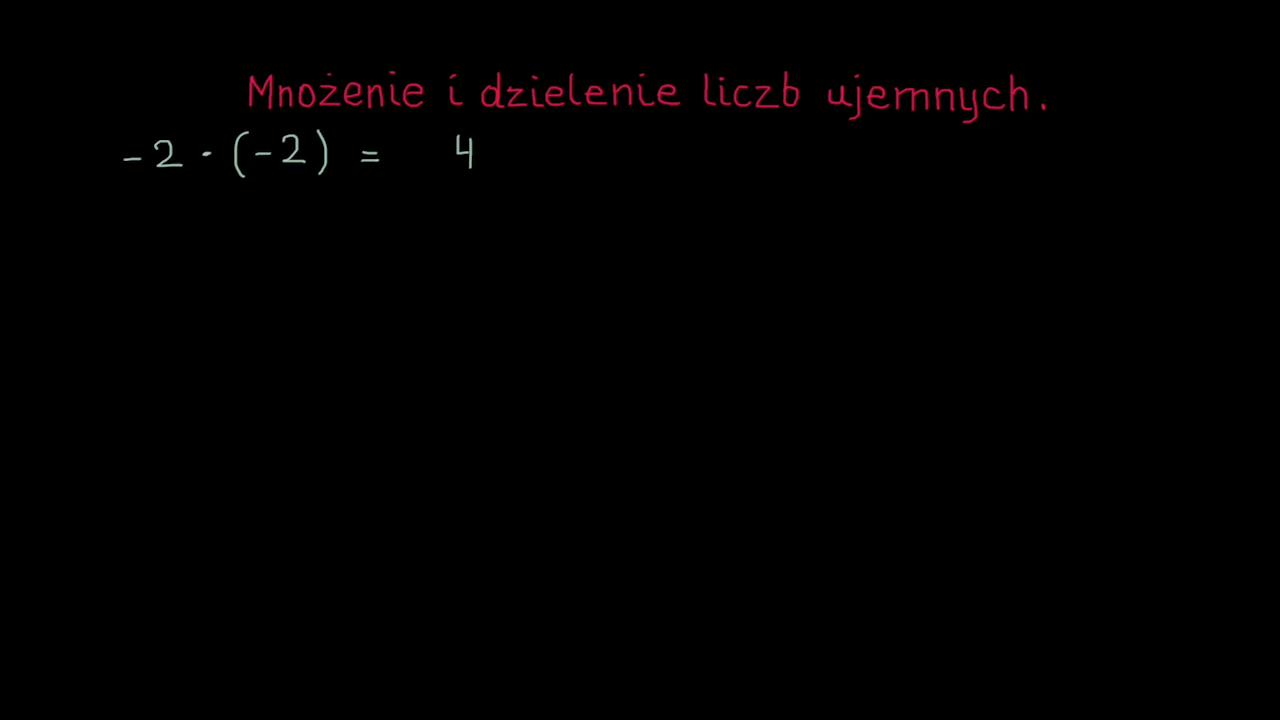 Mnożenie i dzielenie liczb ujemnych.
-2 · (-2) = 4